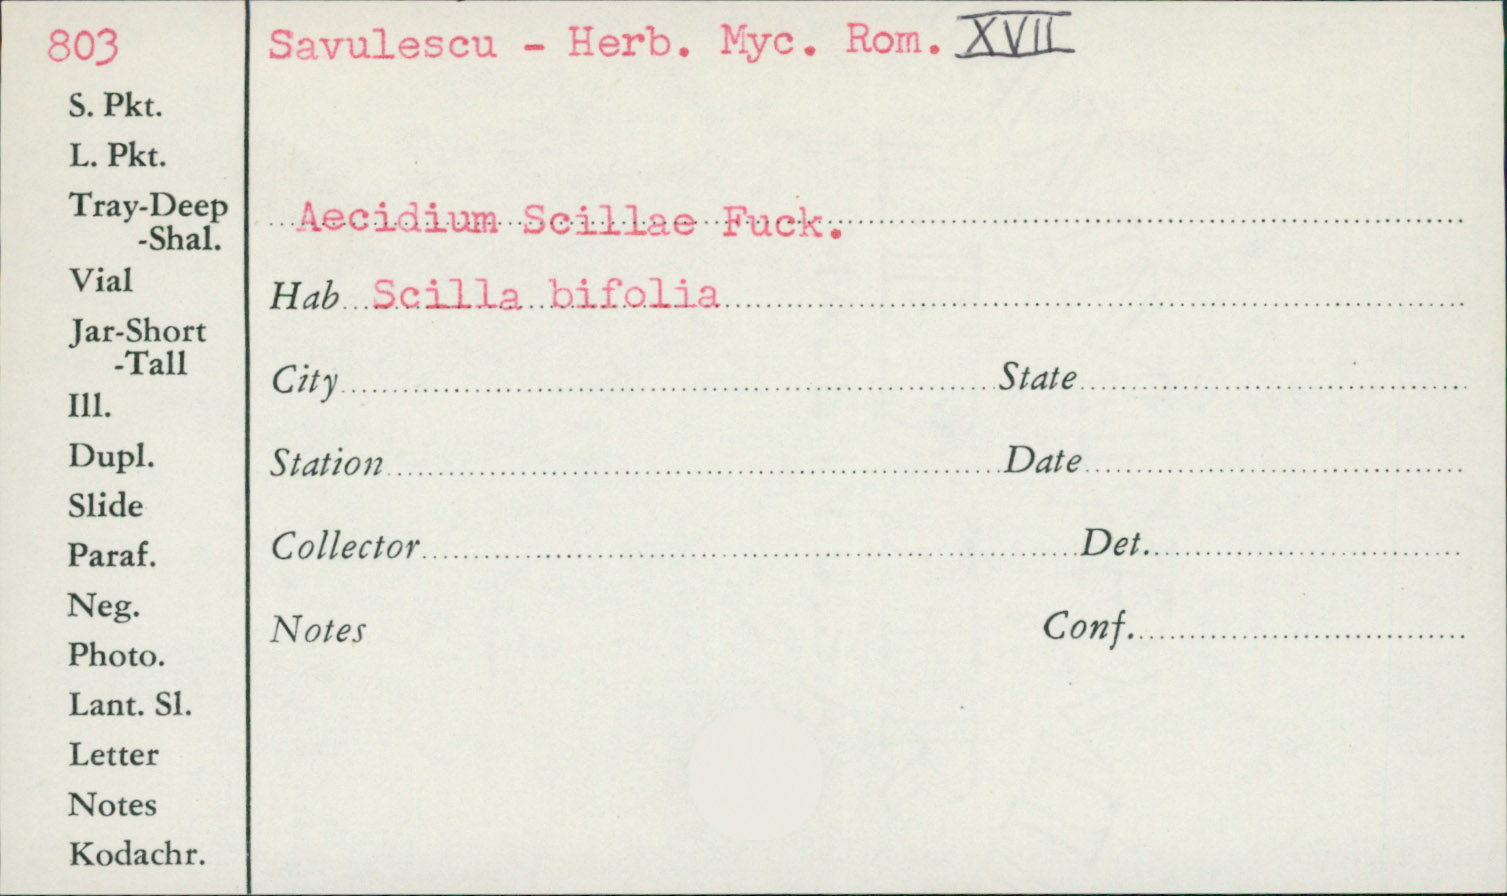 803
Savulescu - Herb. Myc. Rom. XVII
S. Pkt.
L. Pkt.
Tray-Deep
-Shal.
Vial
Jar-Short
-Tall
Ill.
Dupl.
Slide
Paraf.
Neg.
Photo.
Lant. Sl.
Letter
Notes
Kodachr.
Aecidium Scillae Fuck.
Hab Scilla bifolia
City State
Station Date
Collector Det.
Notes Conf.